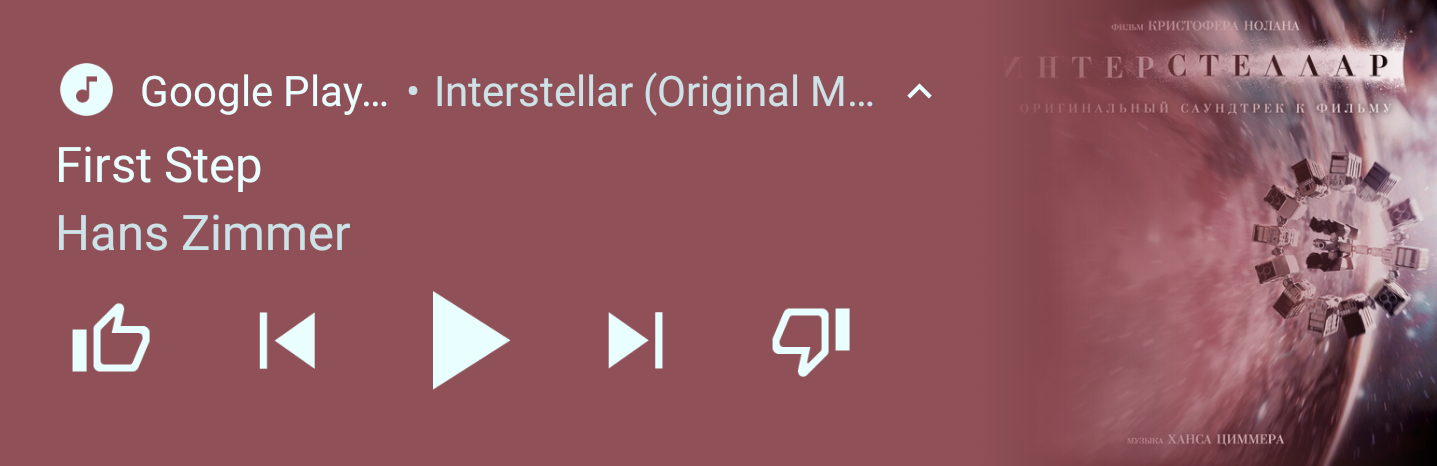 Google Play… • Interstellar (Original M…
First Step
Hans Zimmer
ФИЛЬМ КРИСТОФЕРА НОЛАНА
ИНТЕРСТЕЛЛАР
ОРИГИНАЛЬНЫЙ САУНДТРЕК К ФИЛЬМУ
МУЗЫКА ХАНСА ЦИММЕРА